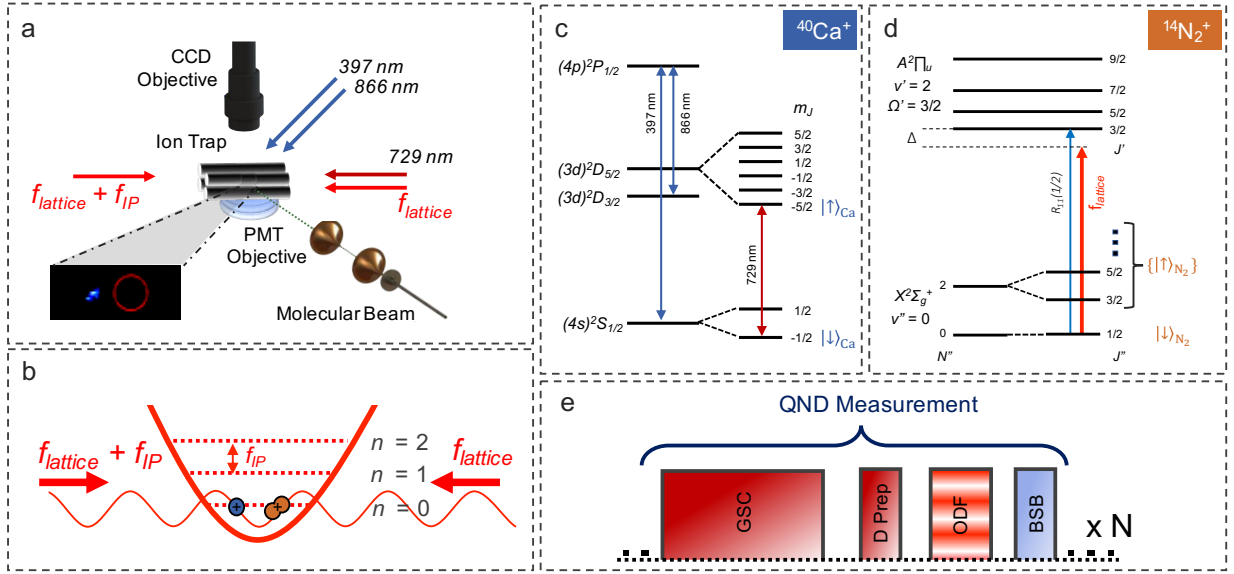 a
CCD
Objective
397 nm
866 nm
Ion Trap
729 nm
f_lattice + f_IP
f_lattice
PMT
Objective
Molecular Beam
b
f_lattice + f_IP
f_lattice
f_IP
n = 2
n = 1
n = 0
c
⁴⁰Ca⁺
(4p)²P₁/₂
397 nm
866 nm
m_J
5/2
3/2
1/2
-1/2
-3/2
-5/2
(3d)²D₅/₂
(3d)²D₃/₂
|↑⟩Ca
729 nm
(4s)²S₁/₂
1/2
-1/2
|↓⟩Ca
d
¹⁴N₂⁺
A²∏ᵤ
v' = 2
Ω' = 3/2
9/2
7/2
5/2
3/2
J'
Δ
R₁₁(1/2)
f_lattice
{|↑⟩N₂}
X²Σg⁺
v" = 0
2
5/2
3/2
0
1/2
|↓⟩N₂
N"
J"
e
QND Measurement
GSC
D Prep
ODF
BSB
x N